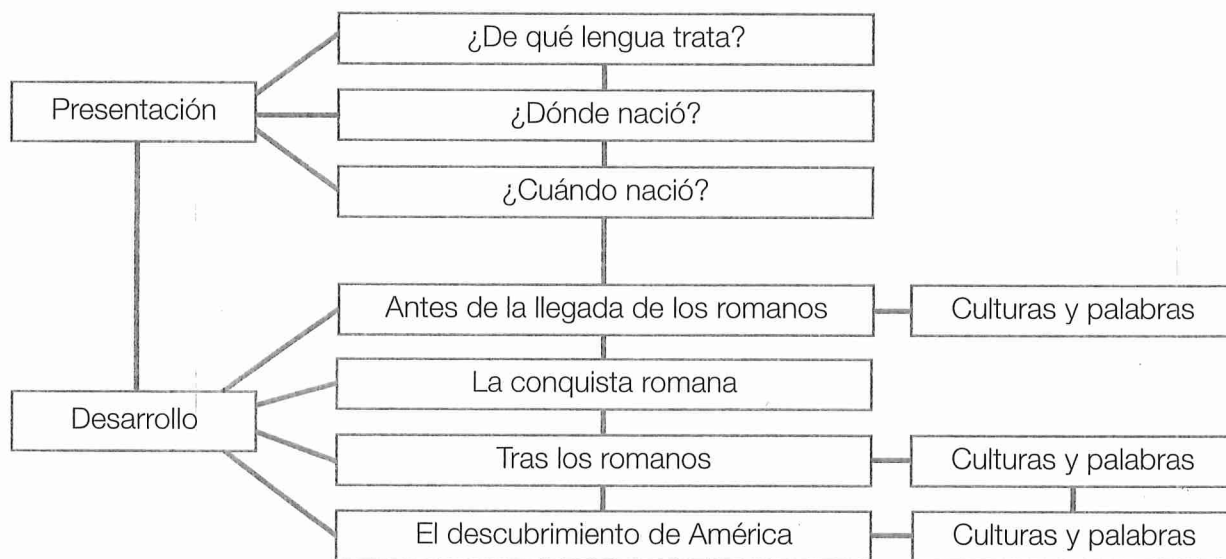 ¿De qué lengua trata?
Presentación
¿Dónde nació?
¿Cuándo nació?
Antes de la llegada de los romanos
Culturas y palabras
La conquista romana
Desarrollo
Tras los romanos
Culturas y palabras
El descubrimiento de América
Culturas y palabras